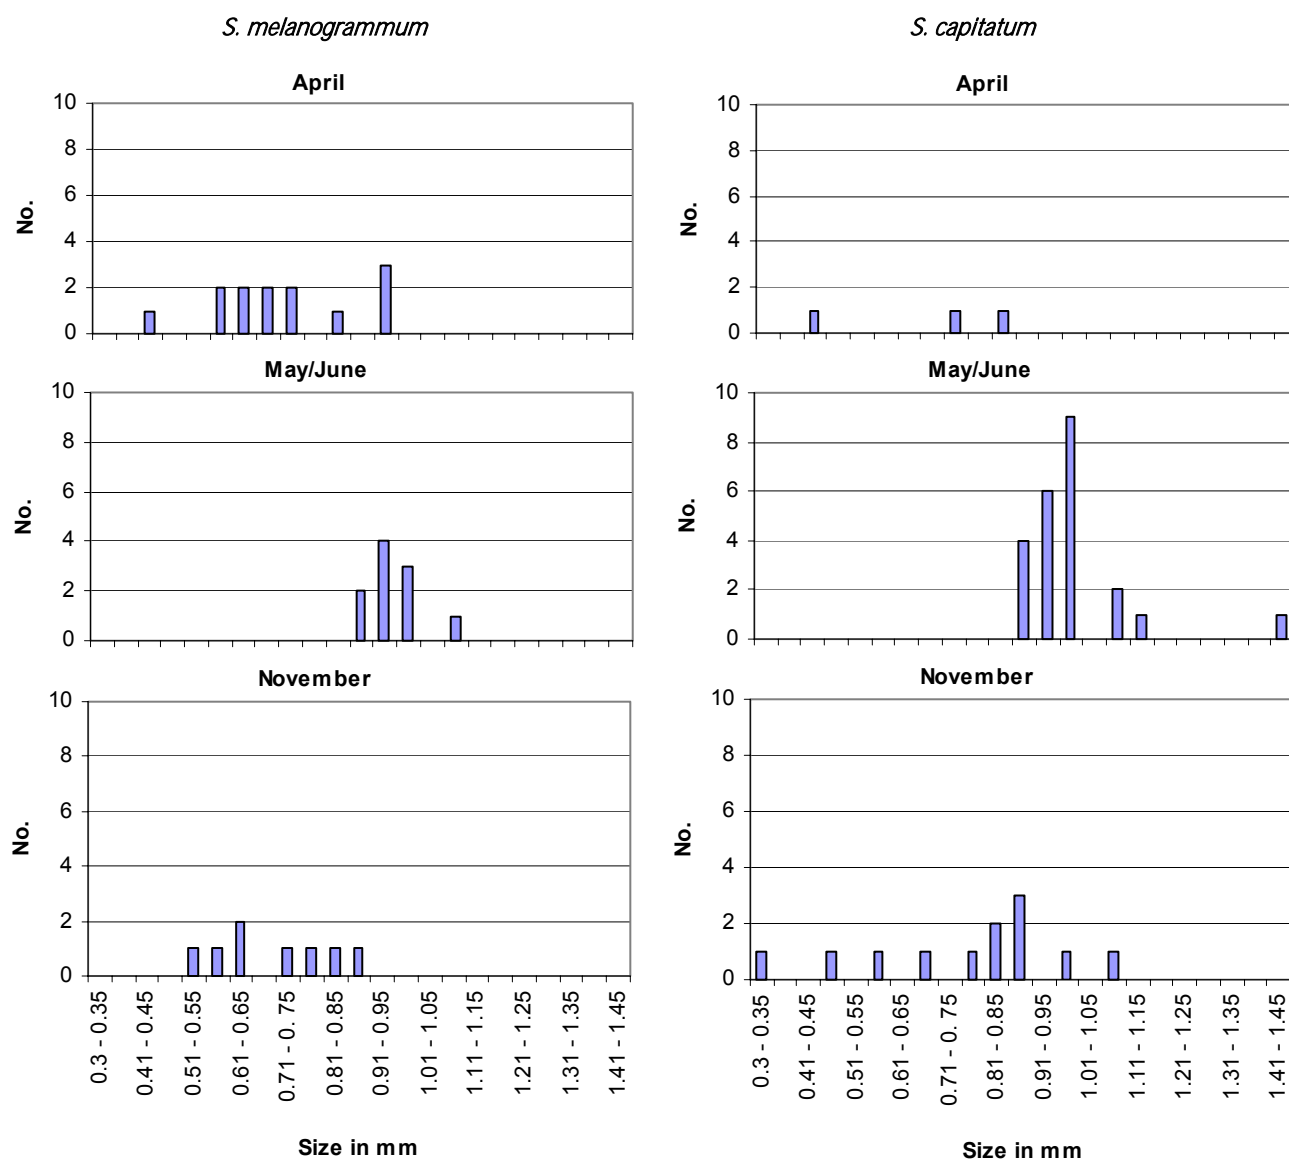 S. melanogrammum
S. capitatum
April
10
8
6
4
2
0
No.
April
10
8
6
4
2
0
No.
May/June
10
8
6
4
2
0
No.
May/June
10
8
6
4
2
0
No.
November
10
8
6
4
2
0
No.
0.3 - 0.35
0.41 - 0.45
0.51 - 0.55
0.61 - 0.65
0.71 - 0. 75
0.81 - 0.85
0.91 - 0.95
1.01 - 1.05
1.11 - 1.15
1.21 - 1.25
1.31 - 1.35
1.41 - 1.45
Size in mm
November
10
8
6
4
2
0
No.
0.3 - 0.35
0.41 - 0.45
0.51 - 0.55
0.61 - 0.65
0.71 - 0. 75
0.81 - 0.85
0.91 - 0.95
1.01 - 1.05
1.11 - 1.15
1.21 - 1.25
1.31 - 1.35
1.41 - 1.45
Size in mm